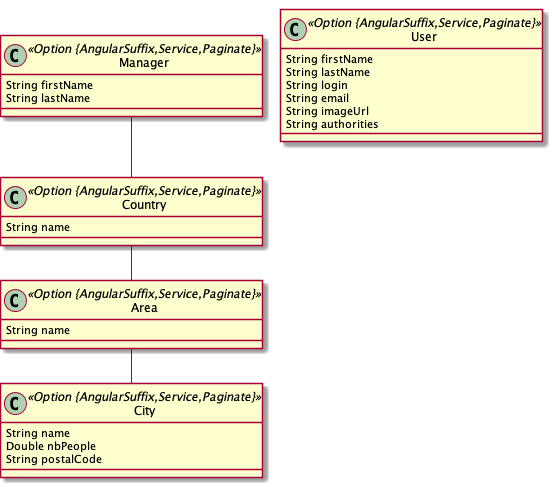 C
«Option {AngularSuffix,Service,Paginate}»
Manager
String firstName
String lastName
C
«Option {AngularSuffix,Service,Paginate}»
User
String firstName
String lastName
String login
String email
String imageUrl
String authorities
C
«Option {AngularSuffix,Service,Paginate}»
Country
String name
C
«Option {AngularSuffix,Service,Paginate}»
Area
String name
C
«Option {AngularSuffix,Service,Paginate}»
City
String name
Double nbPeople
String postalCode